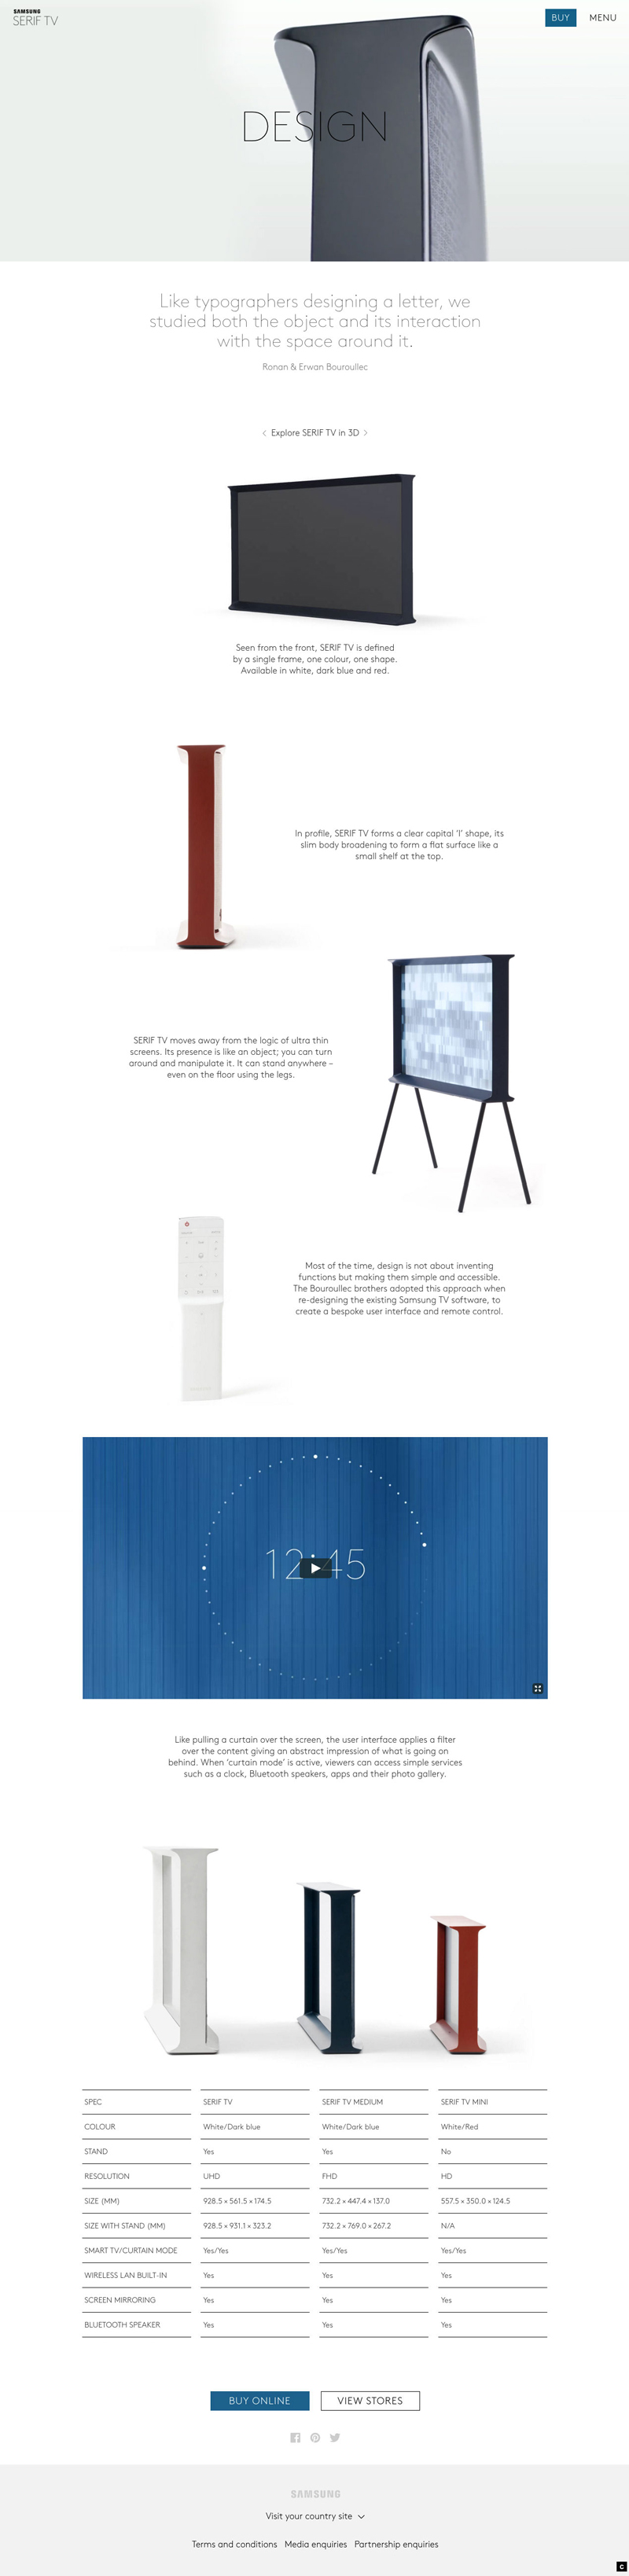 SAMSUNG
SERIF TV
BUY
MENU
DESIGN
Like typographers designing a letter, we
studied both the object and its interaction
with the space around it.
Ronan & Erwan Bouroullec
< Explore SERIF TV in 3D >
Seen from the front, SERIF TV is defined
by a single frame, one colour, one shape.
Available in white, dark blue and red.
In profile, SERIF TV forms a clear capital 'I' shape, its
slim body broadening to form a flat surface like a
small shelf at the top.
SERIF TV moves away from the logic of ultra thin
screens. Its presence is like an object; you can turn
around and manipulate it. It can stand anywhere –
even on the floor using the legs.
Most of the time, design is not about inventing
functions but making them simple and accessible.
The Bouroullec brothers adopted this approach when
re-designing the existing Samsung TV software, to
create a bespoke user interface and remote control.
12:45
Like pulling a curtain over the screen, the user interface applies a filter
over the content giving an abstract impression of what is going on
behind. When 'curtain mode' is active, viewers can access simple services
such as a clock, Bluetooth speakers, apps and their photo gallery.
SPEC SERIF TV SERIF TV MEDIUM SERIF TV MINI
COLOUR White/Dark blue White/Dark blue White/Red
STAND Yes Yes No
RESOLUTION UHD FHD HD
SIZE (MM) 928.5 × 561.5 × 174.5 732.2 × 447.4 × 137.0 557.5 × 350.0 × 124.5
SIZE WITH STAND (MM) 928.5 × 931.1 × 323.2 732.2 × 769.0 × 267.2 N/A
SMART TV/CURTAIN MODE Yes/Yes Yes/Yes Yes/Yes
WIRELESS LAN BUILT-IN Yes Yes Yes
SCREEN MIRRORING Yes Yes Yes
BLUETOOTH SPEAKER Yes Yes Yes
BUY ONLINE VIEW STORES
SAMSUNG
Visit your country site
Terms and conditions Media enquiries Partnership enquiries
C